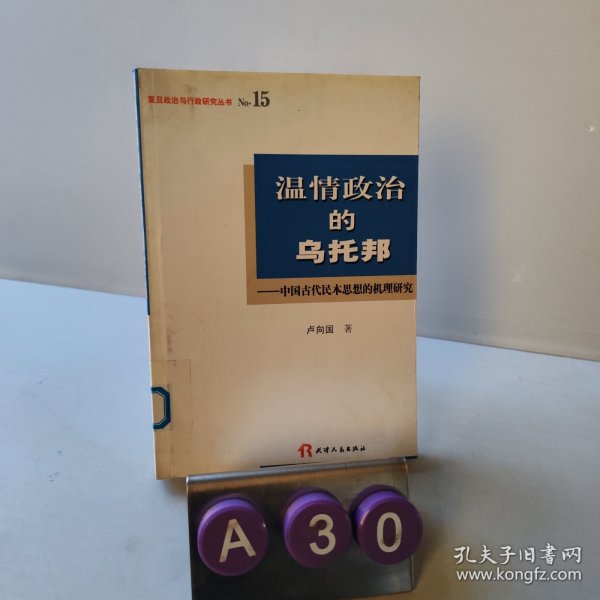 复旦政治与行政研究丛书 No.15
温情政治
的
乌托邦
——中国古代民本思想的机理研究
卢向国 著
天津人民出版社
A 3 0
孔夫子旧书网
www.kongfz.com